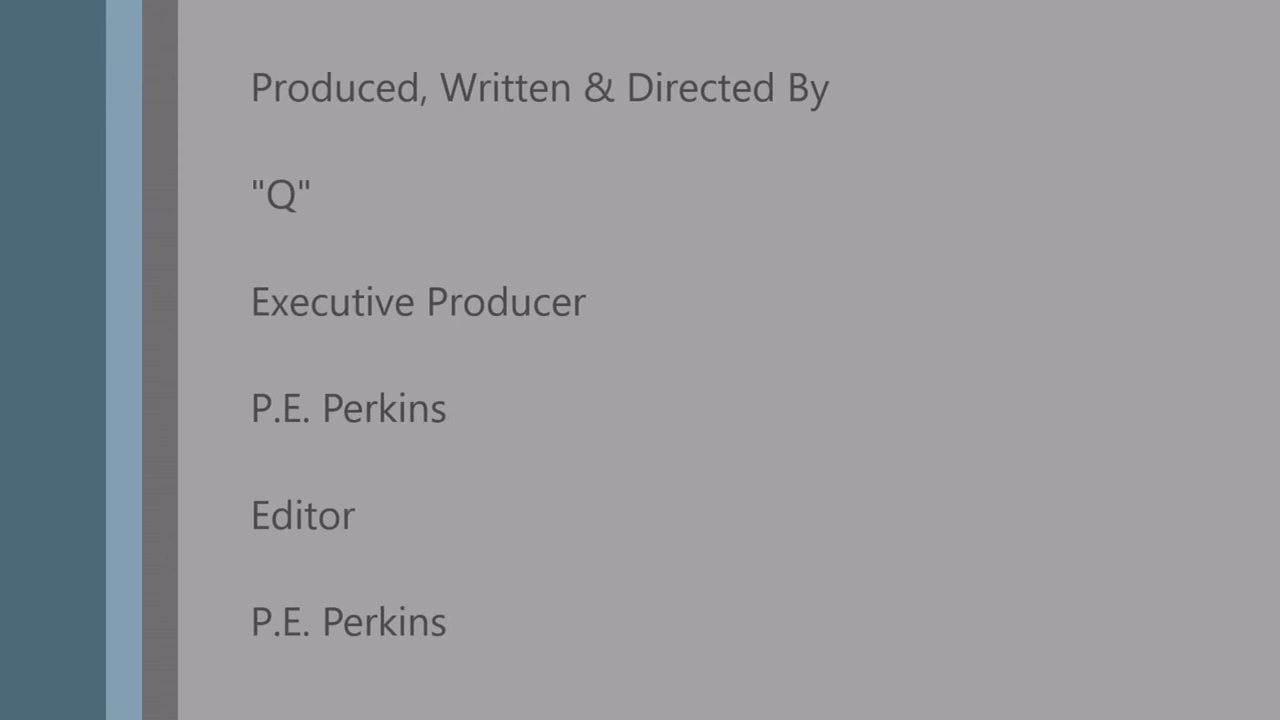 Produced, Written & Directed By
"Q"
Executive Producer
P.E. Perkins
Editor
P.E. Perkins